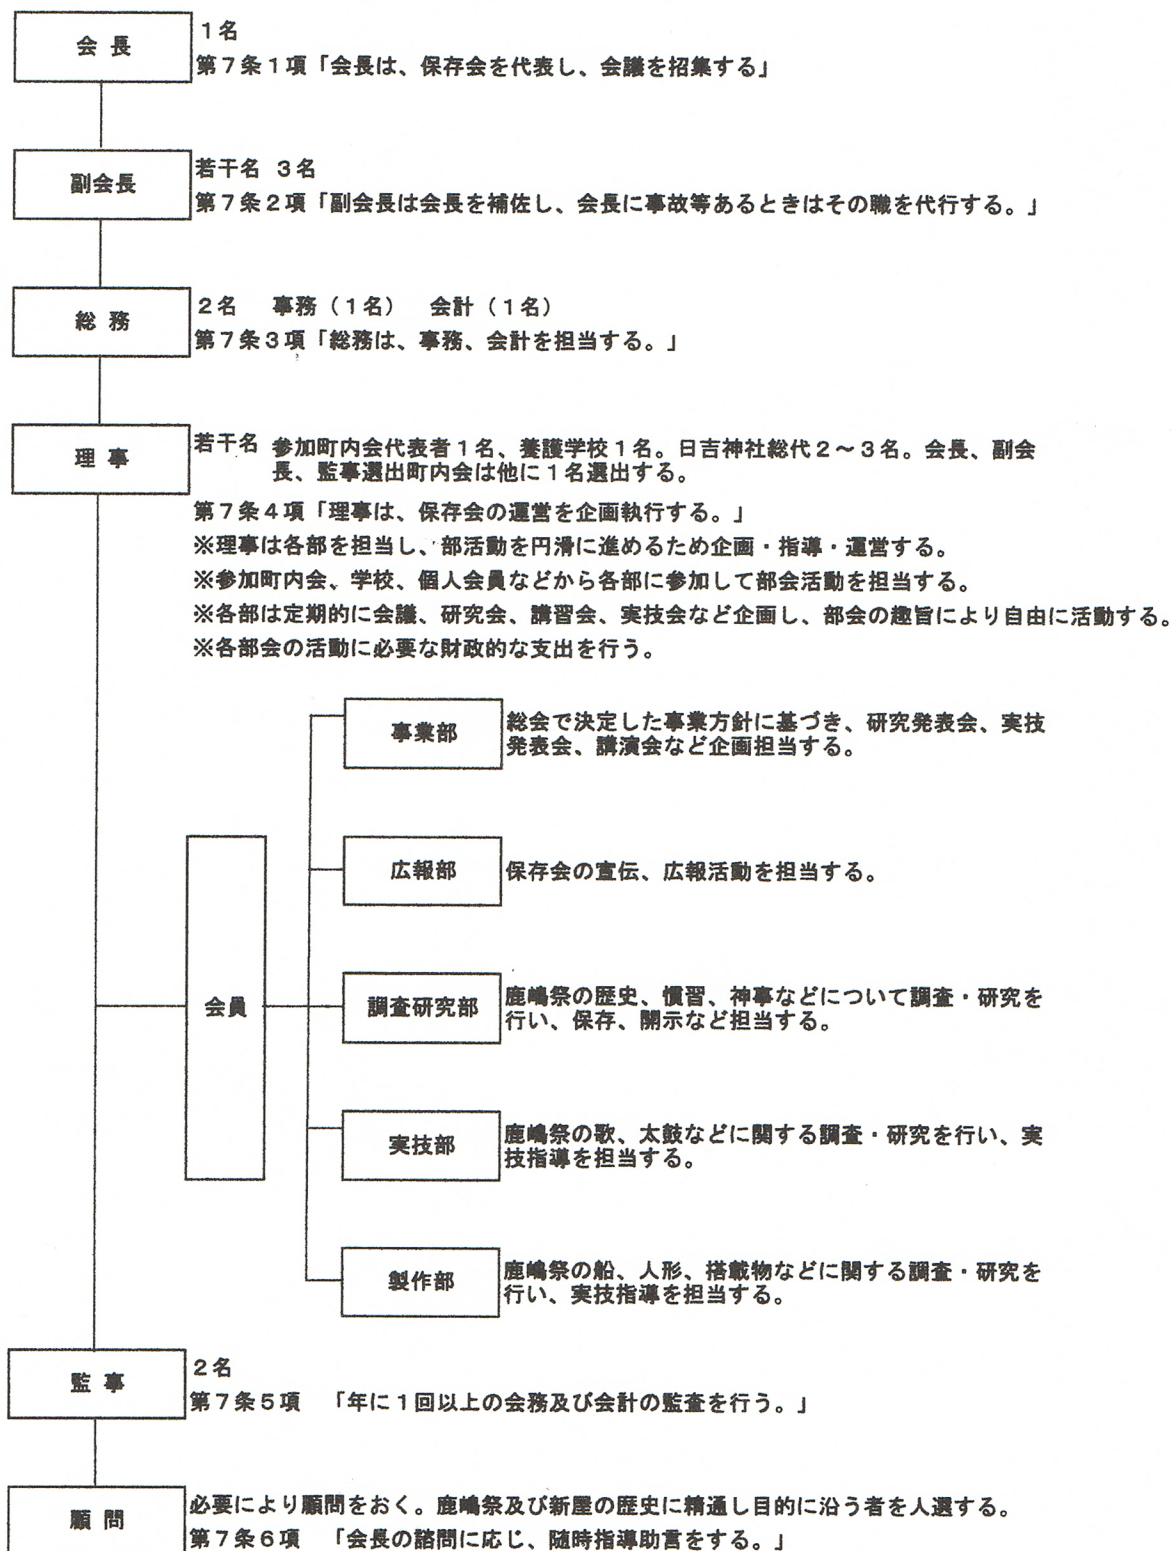 会 長
1名
第7条1項「会長は、保存会を代表し、会議を招集する」
副会長
若干名 3名
第7条2項「副会長は会長を補佐し、会長に事故等あるときはその職を代行する。」
総 務
2名 事務(1名) 会計(1名)
第7条3項「総務は、事務、会計を担当する。」
理 事
若干名 参加町内会代表者1名、養護学校1名。日吉神社総代2~3名。会長、副会
長、監事選出町内会は他に1名選出する。
第7条4項「理事は、保存会の運営を企画執行する。」
※理事は各部を担当し、部活動を円滑に進めるため企画・指導・運営する。
※参加町内会、学校、個人会員などから各部に参加して部会活動を担当する。
※各部は定期的に会議、研究会、講習会、実技会など企画し、部会の趣旨により自由に活動する。
※各部会の活動に必要な財政的な支出を行う。
会員
事業部
総会で決定した事業方針に基づき、研究発表会、実技
発表会、講演会など企画担当する。
広報部
保存会の宣伝、広報活動を担当する。
調査研究部
鹿嶋祭の歴史、慣習、神事などについて調査・研究を
行い、保存、開示など担当する。
実技部
鹿嶋祭の歌、太鼓などに関する調査・研究を行い、実
技指導を担当する。
製作部
鹿嶋祭の船、人形、搭載物などに関する調査・研究を
行い、実技指導を担当する。
監 事
2名
第7条5項 「年に1回以上の会務及び会計の監査を行う。」
顧 問
必要により顧問をおく。鹿嶋祭及び新屋の歴史に精通し目的に沿う者を人選する。
第7条6項 「会長の諮問に応じ、随時指導助言をする。」